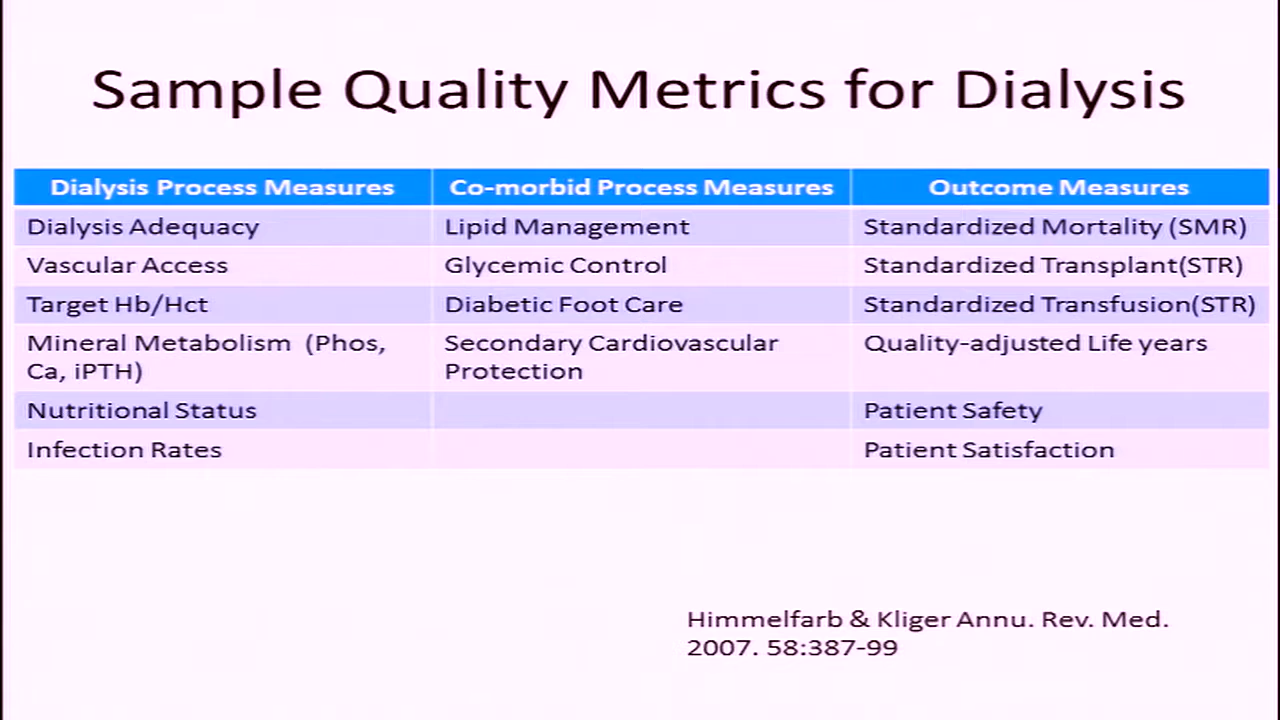 Sample Quality Metrics for Dialysis
Dialysis Process Measures Co-morbid Process Measures Outcome Measures
Dialysis Adequacy Lipid Management Standardized Mortality (SMR)
Vascular Access Glycemic Control Standardized Transplant(STR)
Target Hb/Hct Diabetic Foot Care Standardized Transfusion(STR)
Mineral Metabolism (Phos, Secondary Cardiovascular Quality-adjusted Life years
Ca, iPTH) Protection
Nutritional Status Patient Safety
Infection Rates Patient Satisfaction
Himmelfarb & Kliger Annu. Rev. Med.
2007. 58:387-99